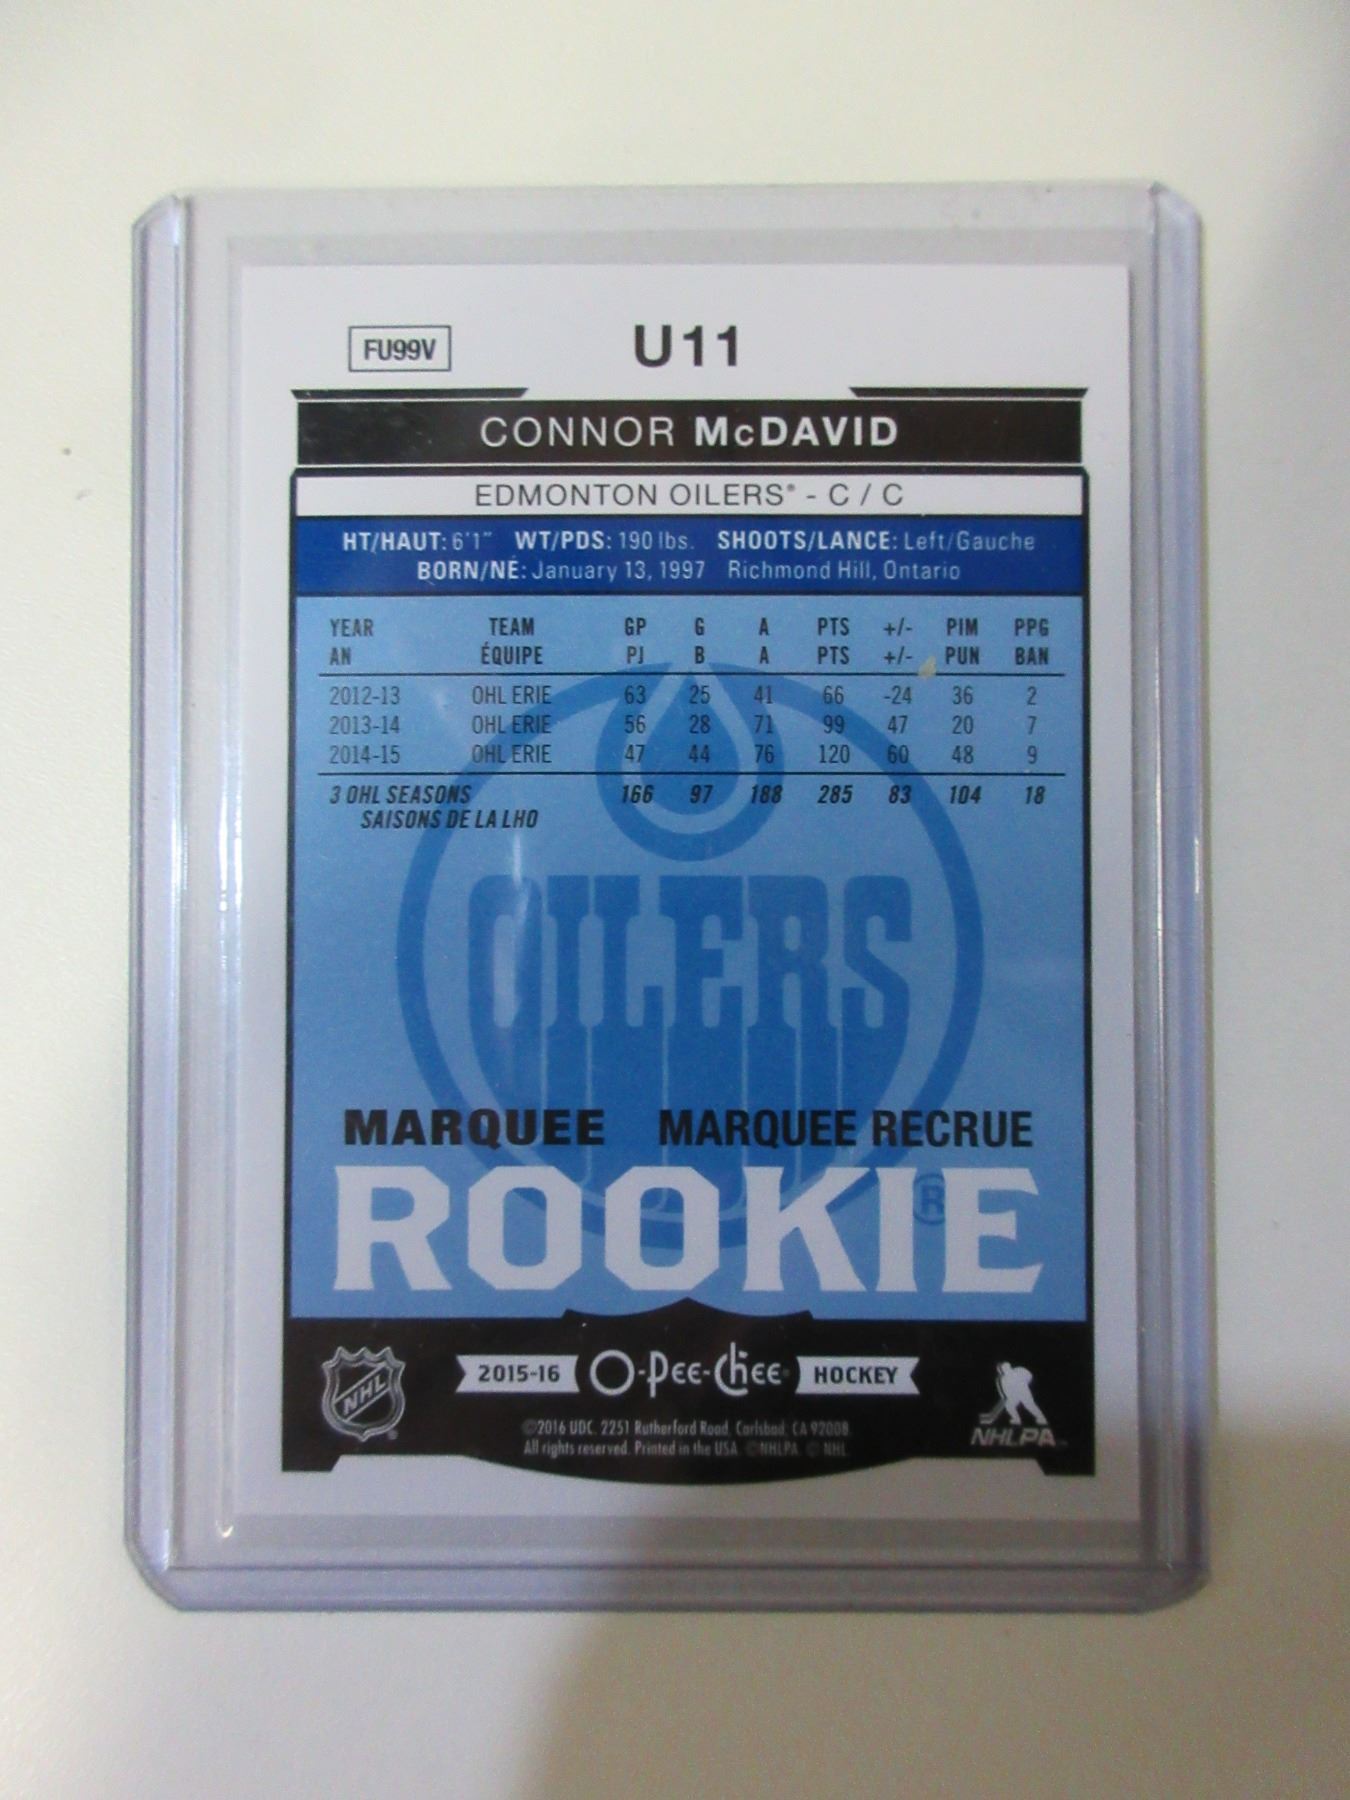 FU99V
U11
CONNOR McDAVID
EDMONTON OILERS® - C / C
HT/HAUT: 6'1" WT/PDS: 190 lbs. SHOOTS/LANCE: Left/Gauche
BORN/NÉ: January 13, 1997 Richmond Hill, Ontario
YEAR TEAM GP G A PTS +/- PIM PPG
AN ÉQUIPE PJ B A PTS +/- PUN BAN
2012-13 OHL ERIE 63 25 41 66 -24 36 2
2013-14 OHL ERIE 56 28 71 99 47 20 7
2014-15 OHL ERIE 47 44 76 120 60 48 9
3 OHL SEASONS 166 97 188 285 83 104 18
SAISONS DE LA LHO
OILERS
MARQUEE MARQUEE RECRUE
ROOKIE
®
NHL
2015-16 O-Pee-Chee® HOCKEY
©2016 UDC. 2251 Rutherford Road, Carlsbad, CA 92008.
All rights reserved. Printed in the USA. ©NHLPA. © NHL
NHLPA™